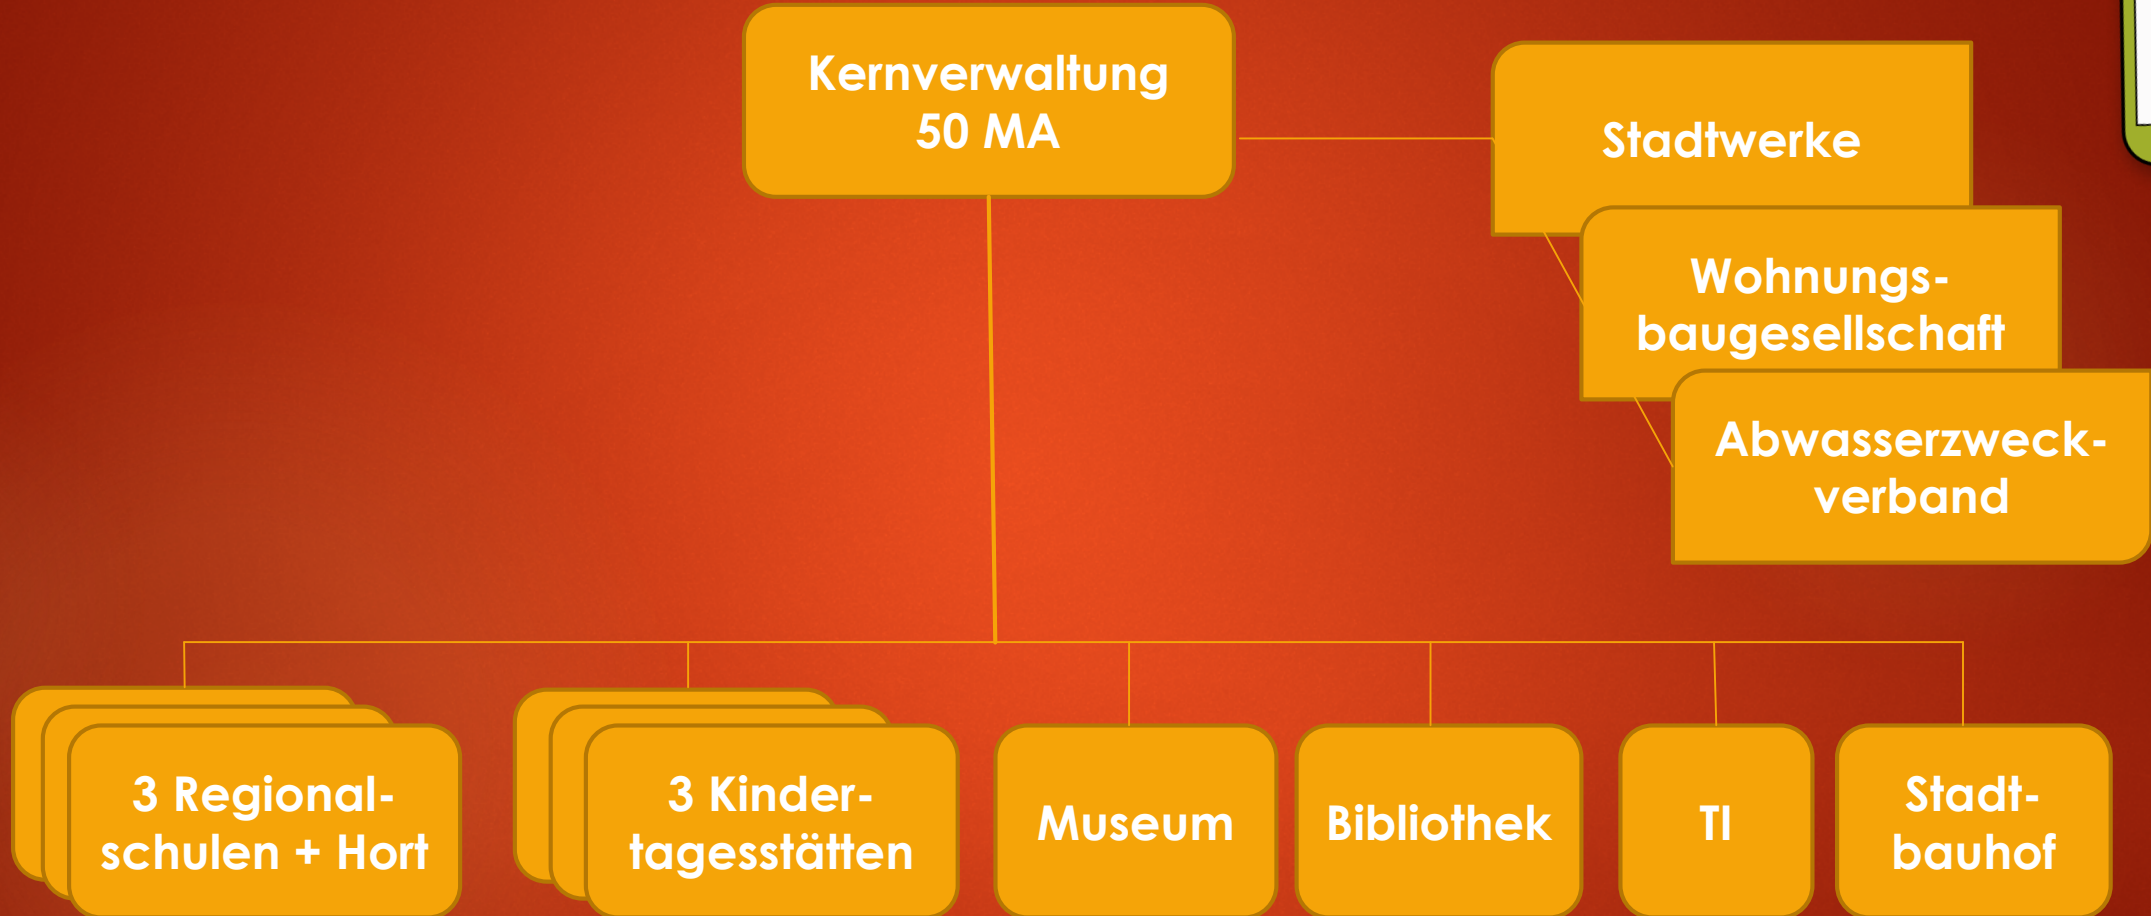 Kernverwaltung
50 MA
Stadtwerke
Wohnungs-
baugesellschaft
Abwasserzweck-
verband
3 Regional-
schulen + Hort
3 Kinder-
tagesstätten
Museum
Bibliothek
TI
Stadt-
bauhof